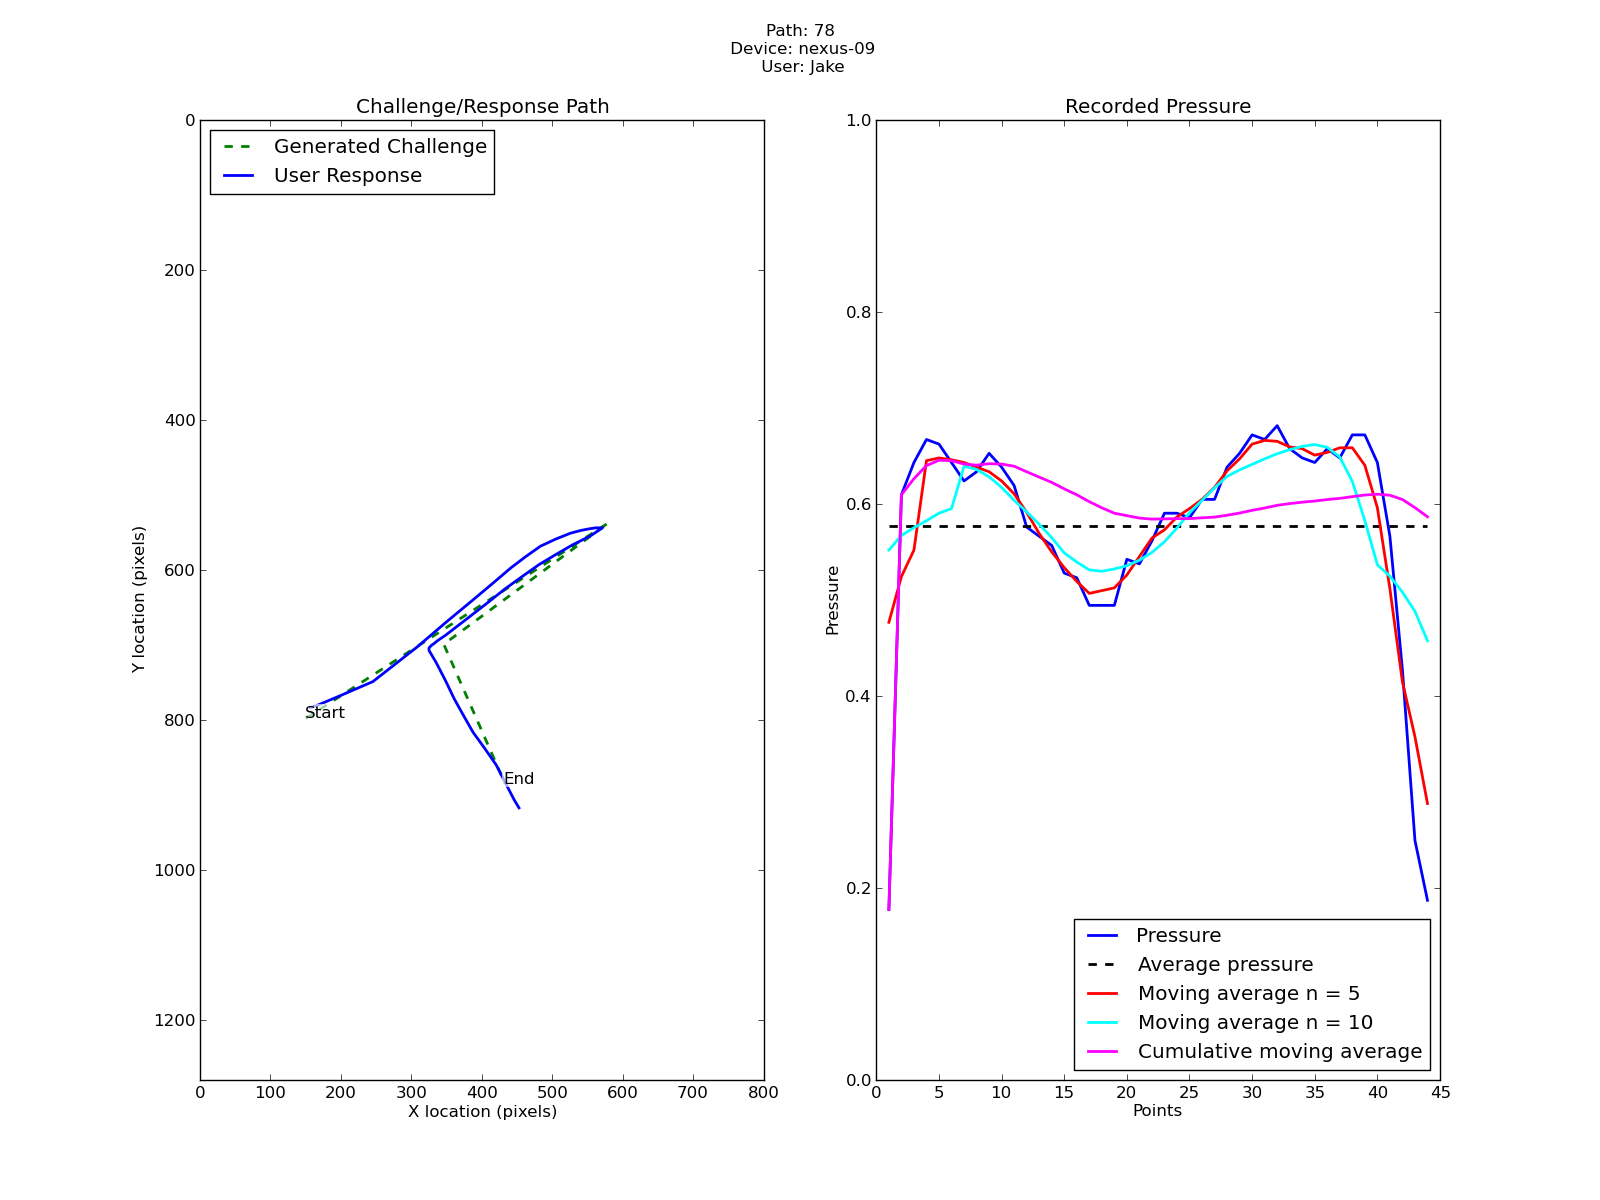 Path: 78
Device: nexus-09
User: Jake
Challenge/Response Path
0
200
400
600
800
1000
1200
Y location (pixels)
Generated Challenge
User Response
Start
End
0 100 200 300 400 500 600 700 800
X location (pixels)
Recorded Pressure
1.0
0.8
0.6
0.4
0.2
0.0
Pressure
Pressure
Average pressure
Moving average n = 5
Moving average n = 10
Cumulative moving average
0 5 10 15 20 25 30 35 40 45
Points